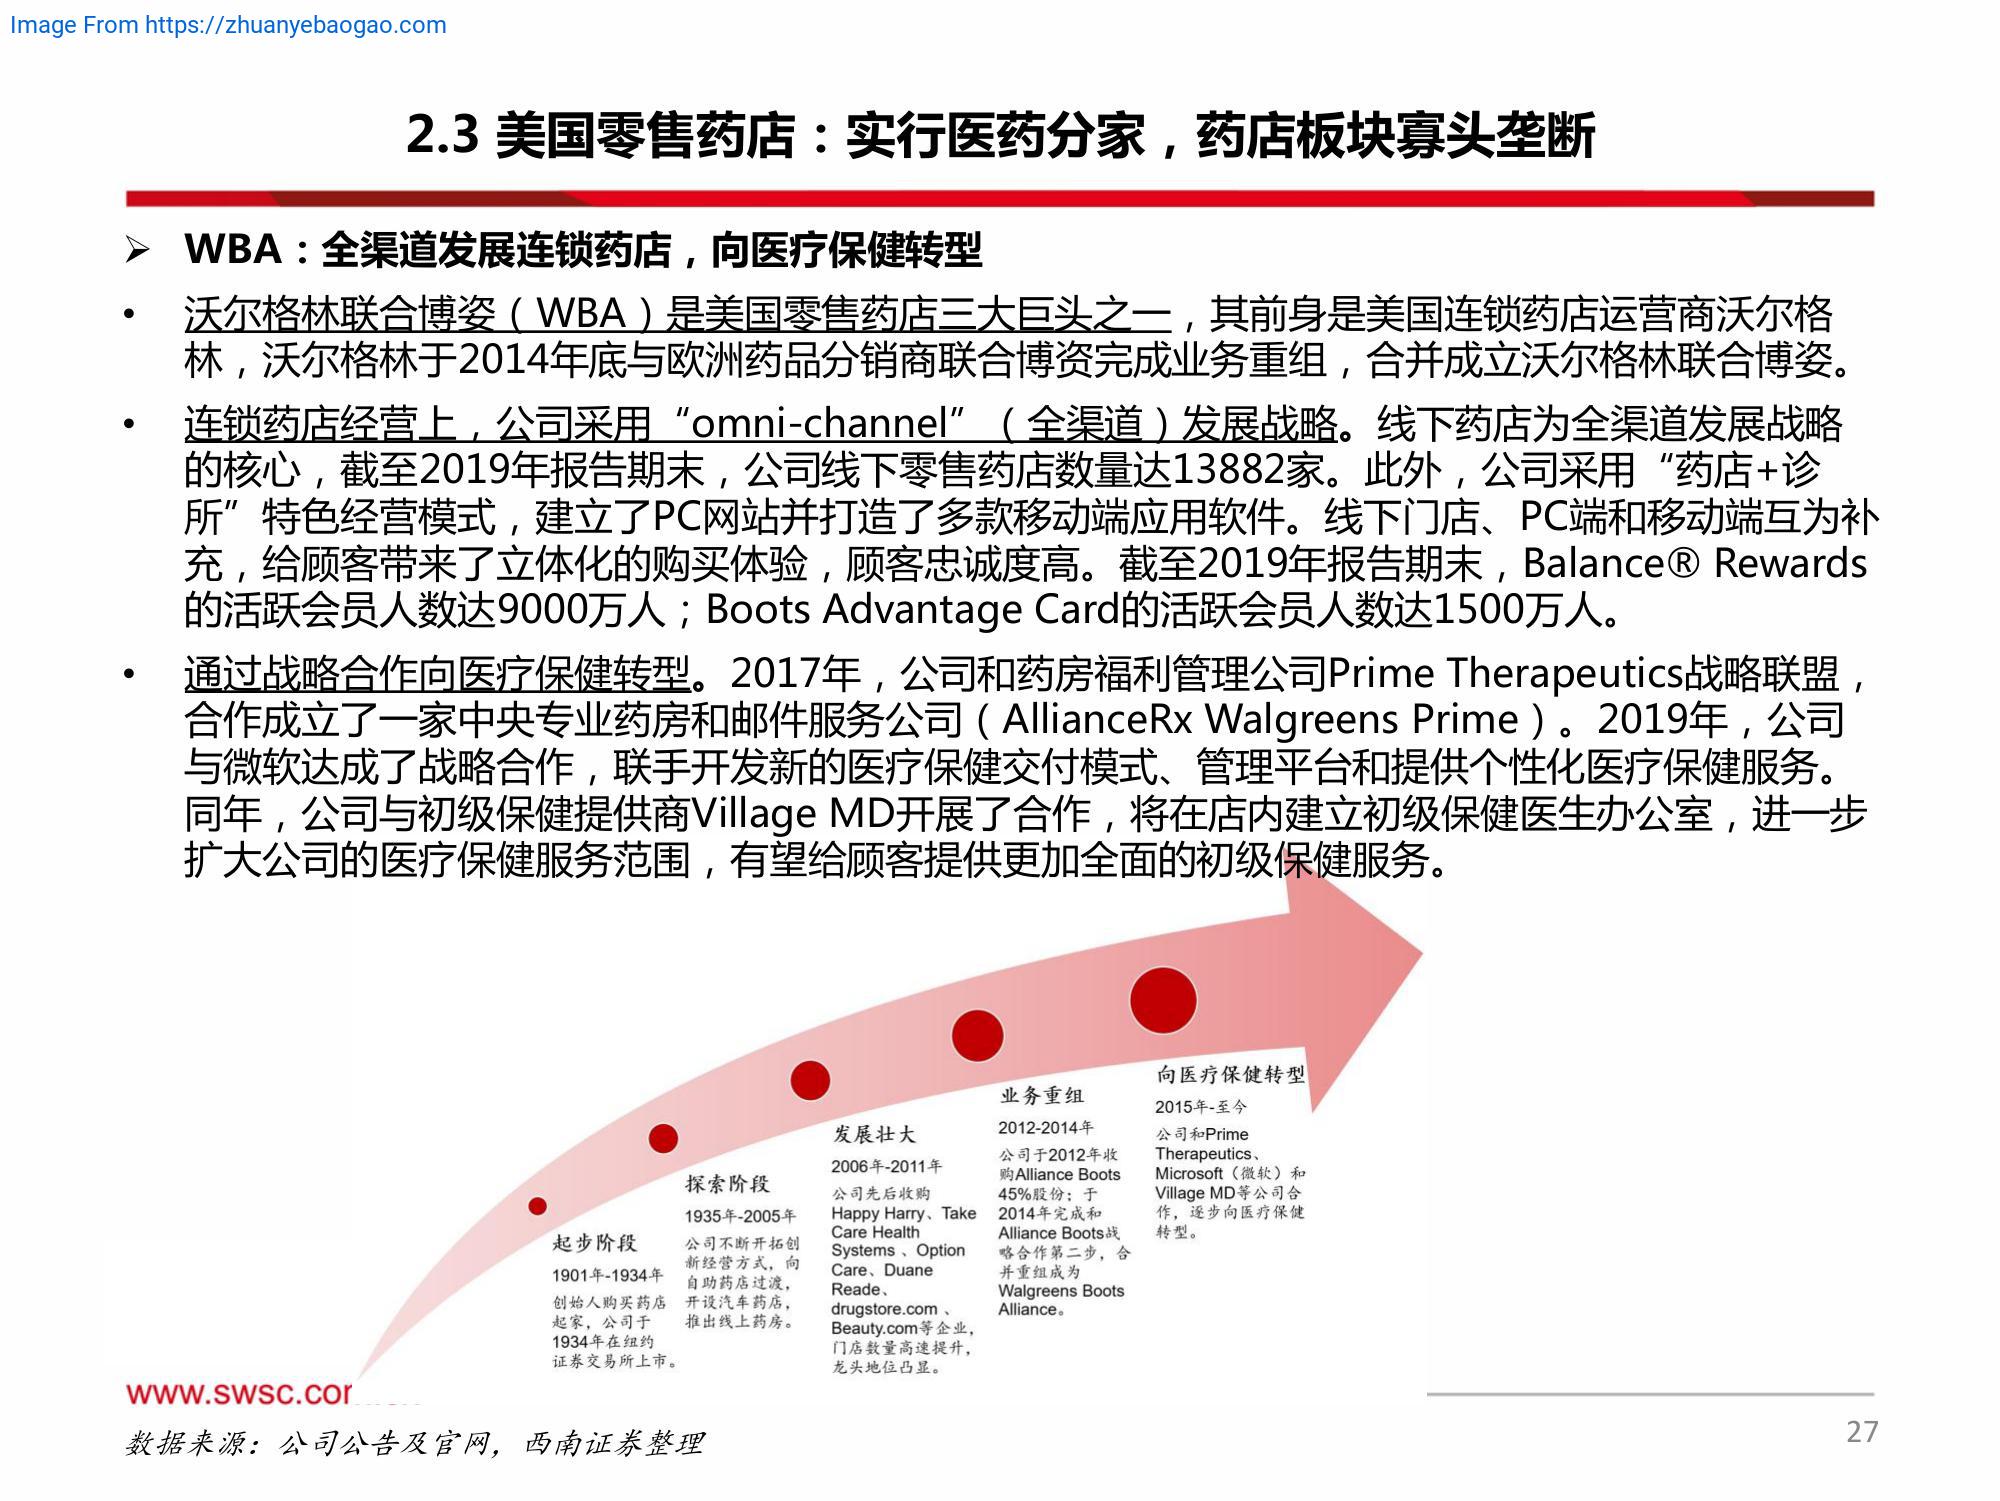 Image From https://zhuanyebaogao.com
2.3 美国零售药店：实行医药分家，药店板块寡头垄断
➢ WBA：全渠道发展连锁药店，向医疗保健转型
• 沃尔格林联合博姿（WBA）是美国零售药店三大巨头之一，其前身是美国连锁药店运营商沃尔格
林，沃尔格林于2014年底与欧洲药品分销商联合博资完成业务重组，合并成立沃尔格林联合博姿。
• 连锁药店经营上，公司采用“omni-channel”（全渠道）发展战略。线下药店为全渠道发展战略
的核心，截至2019年报告期末，公司线下零售药店数量达13882家。此外，公司采用“药店+诊
所”特色经营模式，建立了PC网站并打造了多款移动端应用软件。线下门店、PC端和移动端互为补
充，给顾客带来了立体化的购买体验，顾客忠诚度高。截至2019年报告期末，Balance® Rewards
的活跃会员人数达9000万人；Boots Advantage Card的活跃会员人数达1500万人。
• 通过战略合作向医疗保健转型。2017年，公司和药房福利管理公司Prime Therapeutics战略联盟，
合作成立了一家中央专业药房和邮件服务公司（AllianceRx Walgreens Prime）。2019年，公司
与微软达成了战略合作，联手开发新的医疗保健交付模式、管理平台和提供个性化医疗保健服务。
同年，公司与初级保健提供商Village MD开展了合作，将在店内建立初级保健医生办公室，进一步
扩大公司的医疗保健服务范围，有望给顾客提供更加全面的初级保健服务。
起步阶段
1901年-1934年
创始人购买药店
起家，公司于
1934年在纽约
证券交易所上市。
探索阶段
1935年-2005年
公司不断开拓创
新经营方式，向
自助药店过渡，
开设汽车药店，
推出线上药房。
发展壮大
2006年-2011年
公司先后收购
Happy Harry、Take
Care Health
Systems 、Option
Care、Duane
Reade、
drugstore.com 、
Beauty.com等企业，
门店数量高速提升，
龙头地位凸显。
业务重组
2012-2014年
公司于2012年收
购Alliance Boots
45%股份；于
2014年完成和
Alliance Boots战
略合作第二步，合
并重组成为
Walgreens Boots
Alliance。
向医疗保健转型
2015年-至今
公司和Prime
Therapeutics、
Microsoft（微软）和
Village MD等公司合
作，逐步向医疗保健
转型。
www.swsc.co
数据来源：公司公告及官网，西南证券整理
27